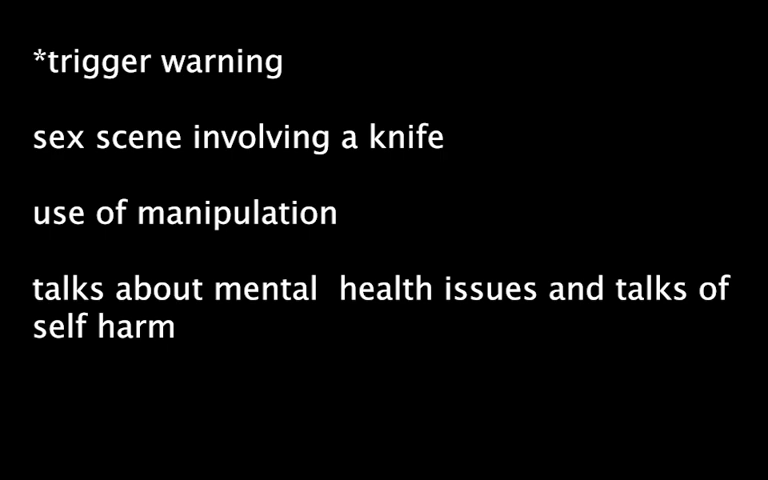 *trigger warning
sex scene involving a knife
use of manipulation
talks about mental  health issues and talks of
self harm